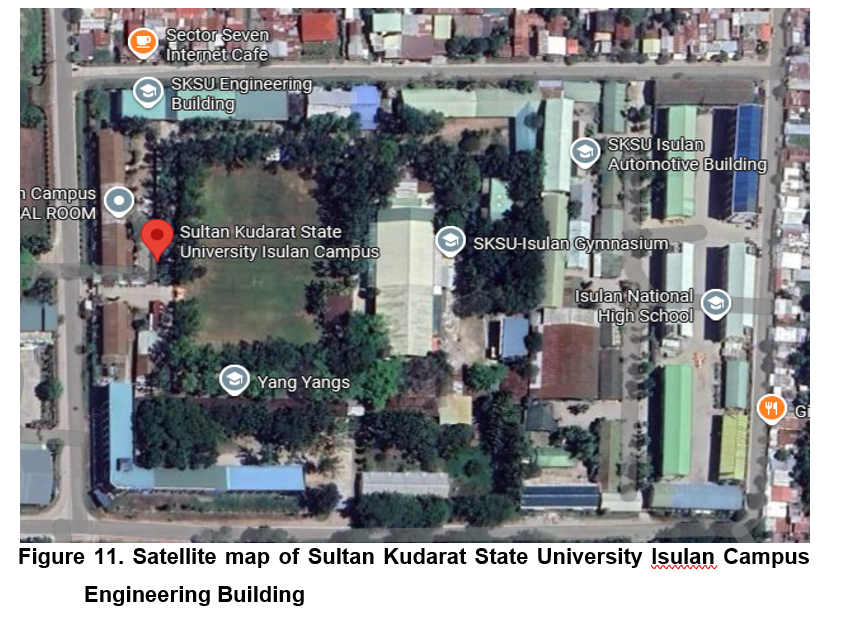 Sector Seven
Internet Cafe
SKSU Engineering
Building
SKSU Isulan
Automotive Building
n Campus
AL ROOM
Sultan Kudarat State
University Isulan Campus
SKSU-Isulan Gymnasium
Isulan National
High School
Yang Yangs
Gi
Figure 11. Satellite map of Sultan Kudarat State University Isulan Campus
Engineering Building